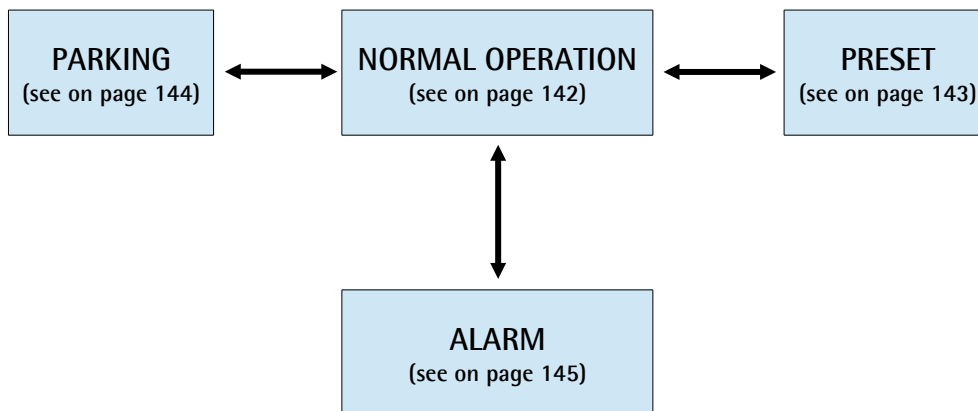 PARKING
(see on page 144)
NORMAL OPERATION
(see on page 142)
PRESET
(see on page 143)
ALARM
(see on page 145)